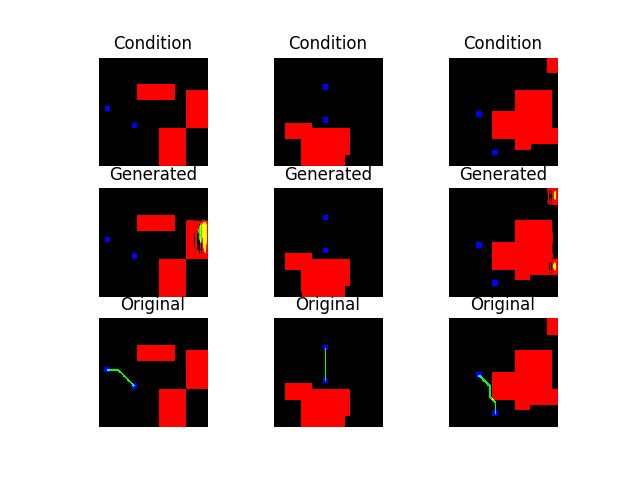 Condition Condition Condition
Generated Generated Generated
Original Original Original